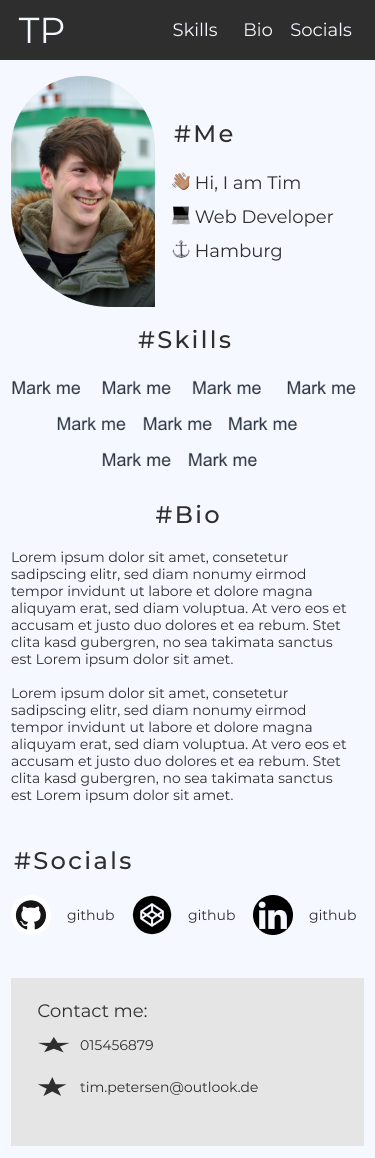 TP Skills Bio Socials
#Me
👋🏽 Hi, I am Tim
💻 Web Developer
⚓ Hamburg
#Skills
Mark me Mark me Mark me Mark me
Mark me Mark me Mark me
Mark me Mark me
#Bio
Lorem ipsum dolor sit amet, consetetur
sadipscing elitr, sed diam nonumy eirmod
tempor invidunt ut labore et dolore magna
aliquyam erat, sed diam voluptua. At vero eos et
accusam et justo duo dolores et ea rebum. Stet
clita kasd gubergren, no sea takimata sanctus
est Lorem ipsum dolor sit amet.
Lorem ipsum dolor sit amet, consetetur
sadipscing elitr, sed diam nonumy eirmod
tempor invidunt ut labore et dolore magna
aliquyam erat, sed diam voluptua. At vero eos et
accusam et justo duo dolores et ea rebum. Stet
clita kasd gubergren, no sea takimata sanctus
est Lorem ipsum dolor sit amet.
#Socials
github github in github
Contact me:
015456879
tim.petersen@outlook.de